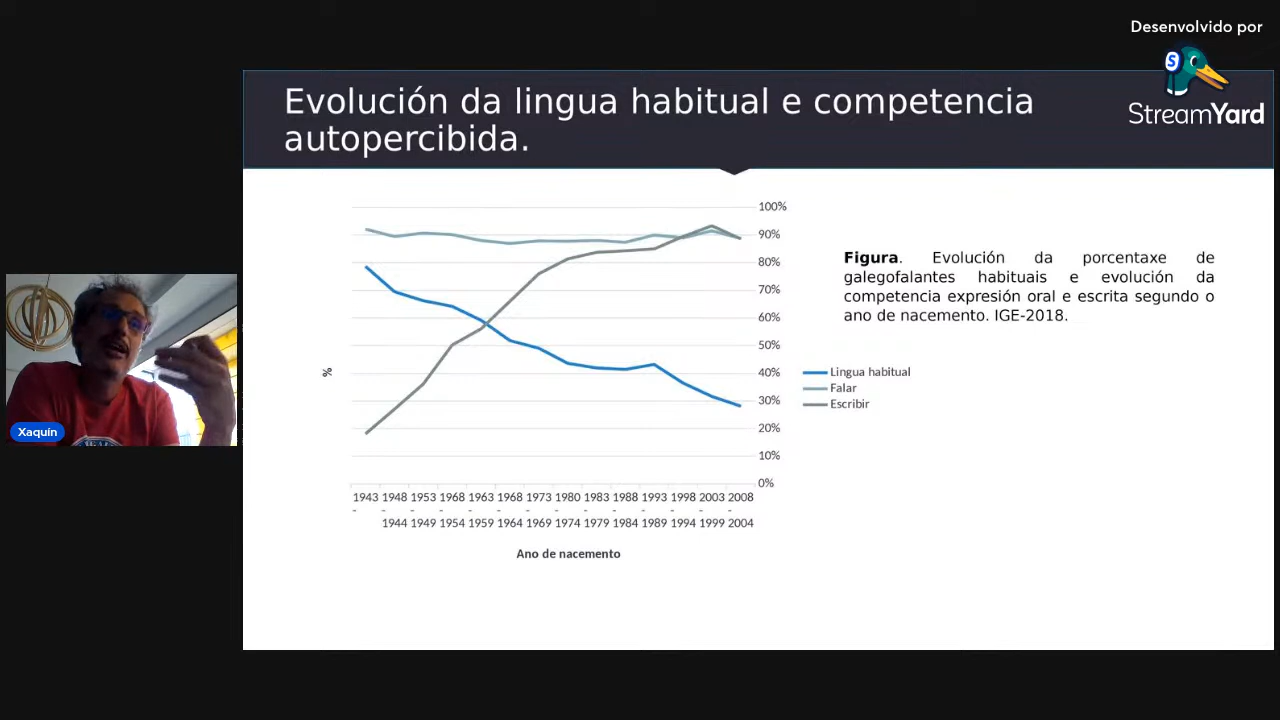 Desenvolvido por
StreamYard
Evolución da lingua habitual e competencia
autopercibida.
100%
90%
80%
70%
60%
50%
40%
30%
20%
10%
0%
%
1943 1948 1953 1968 1963 1968 1973 1980 1983 1988 1993 1998 2003 2008
- - - - - - - - - - - - - -
1944 1949 1954 1959 1964 1969 1974 1979 1984 1989 1994 1999 2004
Ano de nacemento
Figura. Evolución da porcentaxe de
galegofalantes habituais e evolución da
competencia expresión oral e escrita segundo o
ano de nacemento. IGE-2018.
Lingua habitual
Falar
Escribir
Xaquín